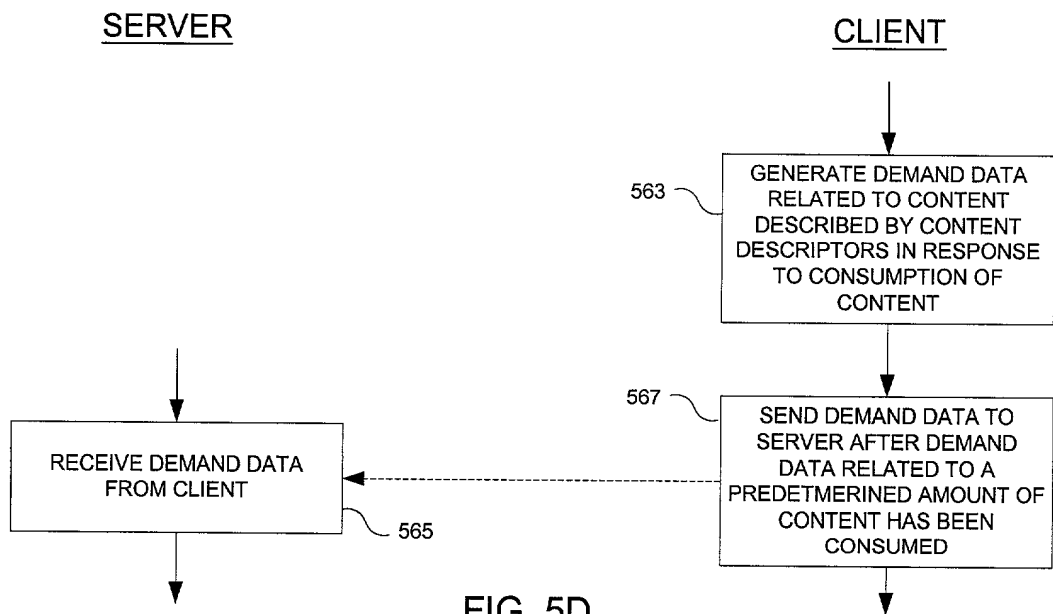 SERVER
CLIENT
563
GENERATE DEMAND DATA
RELATED TO CONTENT
DESCRIBED BY CONTENT
DESCRIPTORS IN RESPONSE
TO CONSUMPTION OF
CONTENT
567
SEND DEMAND DATA TO
SERVER AFTER DEMAND
DATA RELATED TO A
PREDETMERINED AMOUNT OF
CONTENT HAS BEEN
CONSUMED
RECEIVE DEMAND DATA
FROM CLIENT
565
FIG. 5D